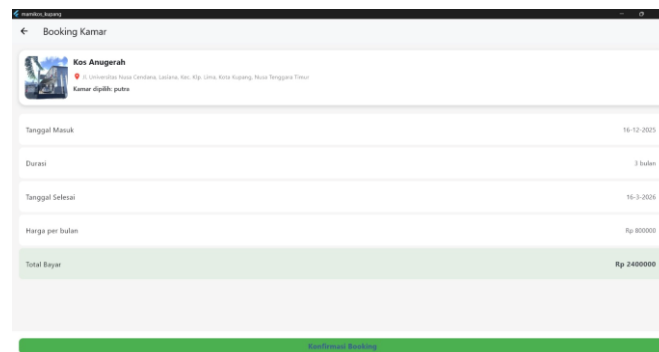 mamikos_kupang
Booking Kamar
Kos Anugerah
Jl. Universitas Nusa Cendana, Lasiana, Kec. Klp. Lima, Kota Kupang, Nusa Tenggara Timur
Kamar dipilih: putra
Tanggal Masuk 16-12-2025
Durasi 3 bulan
Tanggal Selesai 16-3-2026
Harga per bulan Rp 800000
Total Bayar Rp 2400000
Konfirmasi Booking